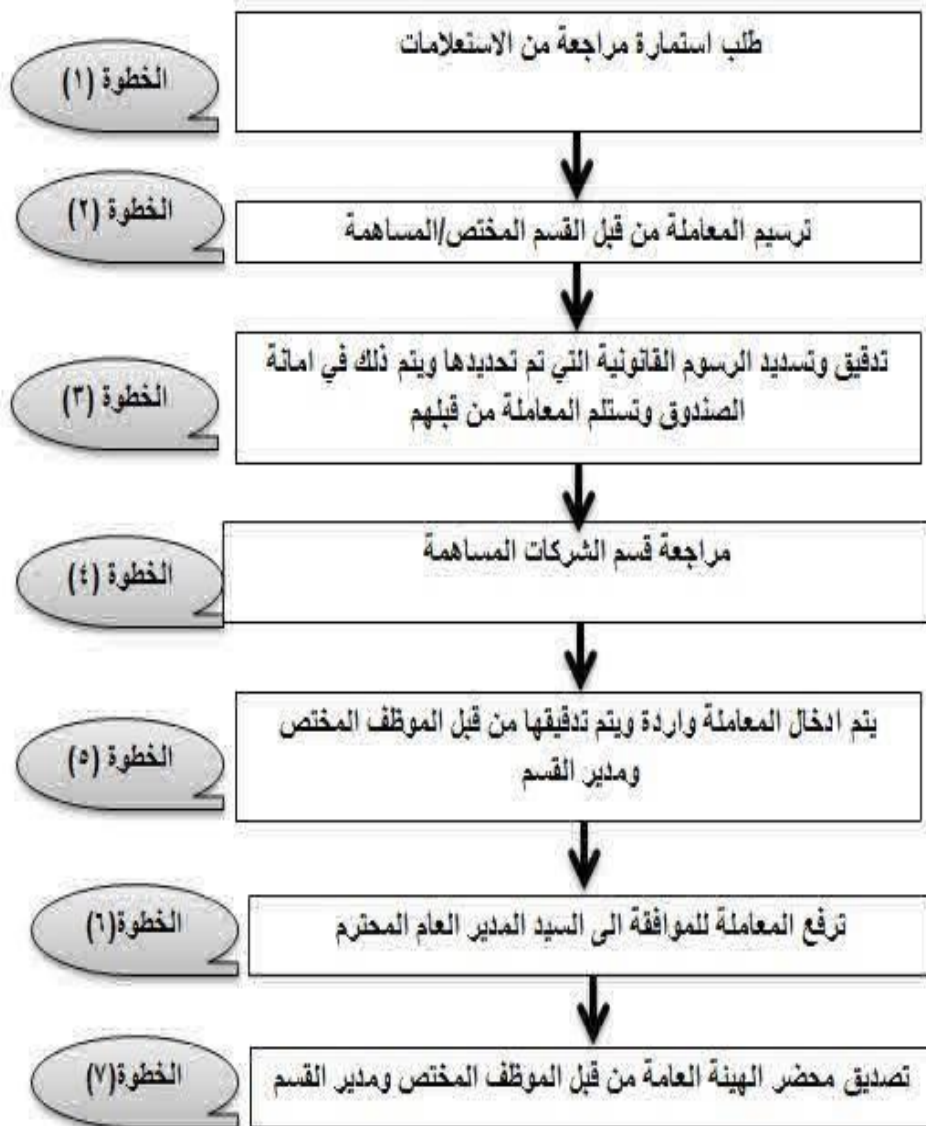 الخطوة (١)
طلب استمارة مراجعة من الاستعلامات
الخطوة (٢)
ترسيم المعاملة من قبل القسم المختص/المساهمة
الخطوة (٣)
تدقيق وتسديد الرسوم القانونية التي تم تحديدها ويتم ذلك في امانة
الصندوق وتستلم المعاملة من قبلهم
الخطوة (٤)
مراجعة قسم الشركات المساهمة
الخطوة (٥)
يتم ادخال المعاملة واردة ويتم تدقيقها من قبل الموظف المختص
ومدير القسم
الخطوة(٦)
ترفع المعاملة للموافقة الى السيد المدير العام المحترم
الخطوة(٧)
تصديق محضر الهيئة العامة من قبل الموظف المختص ومدير القسم